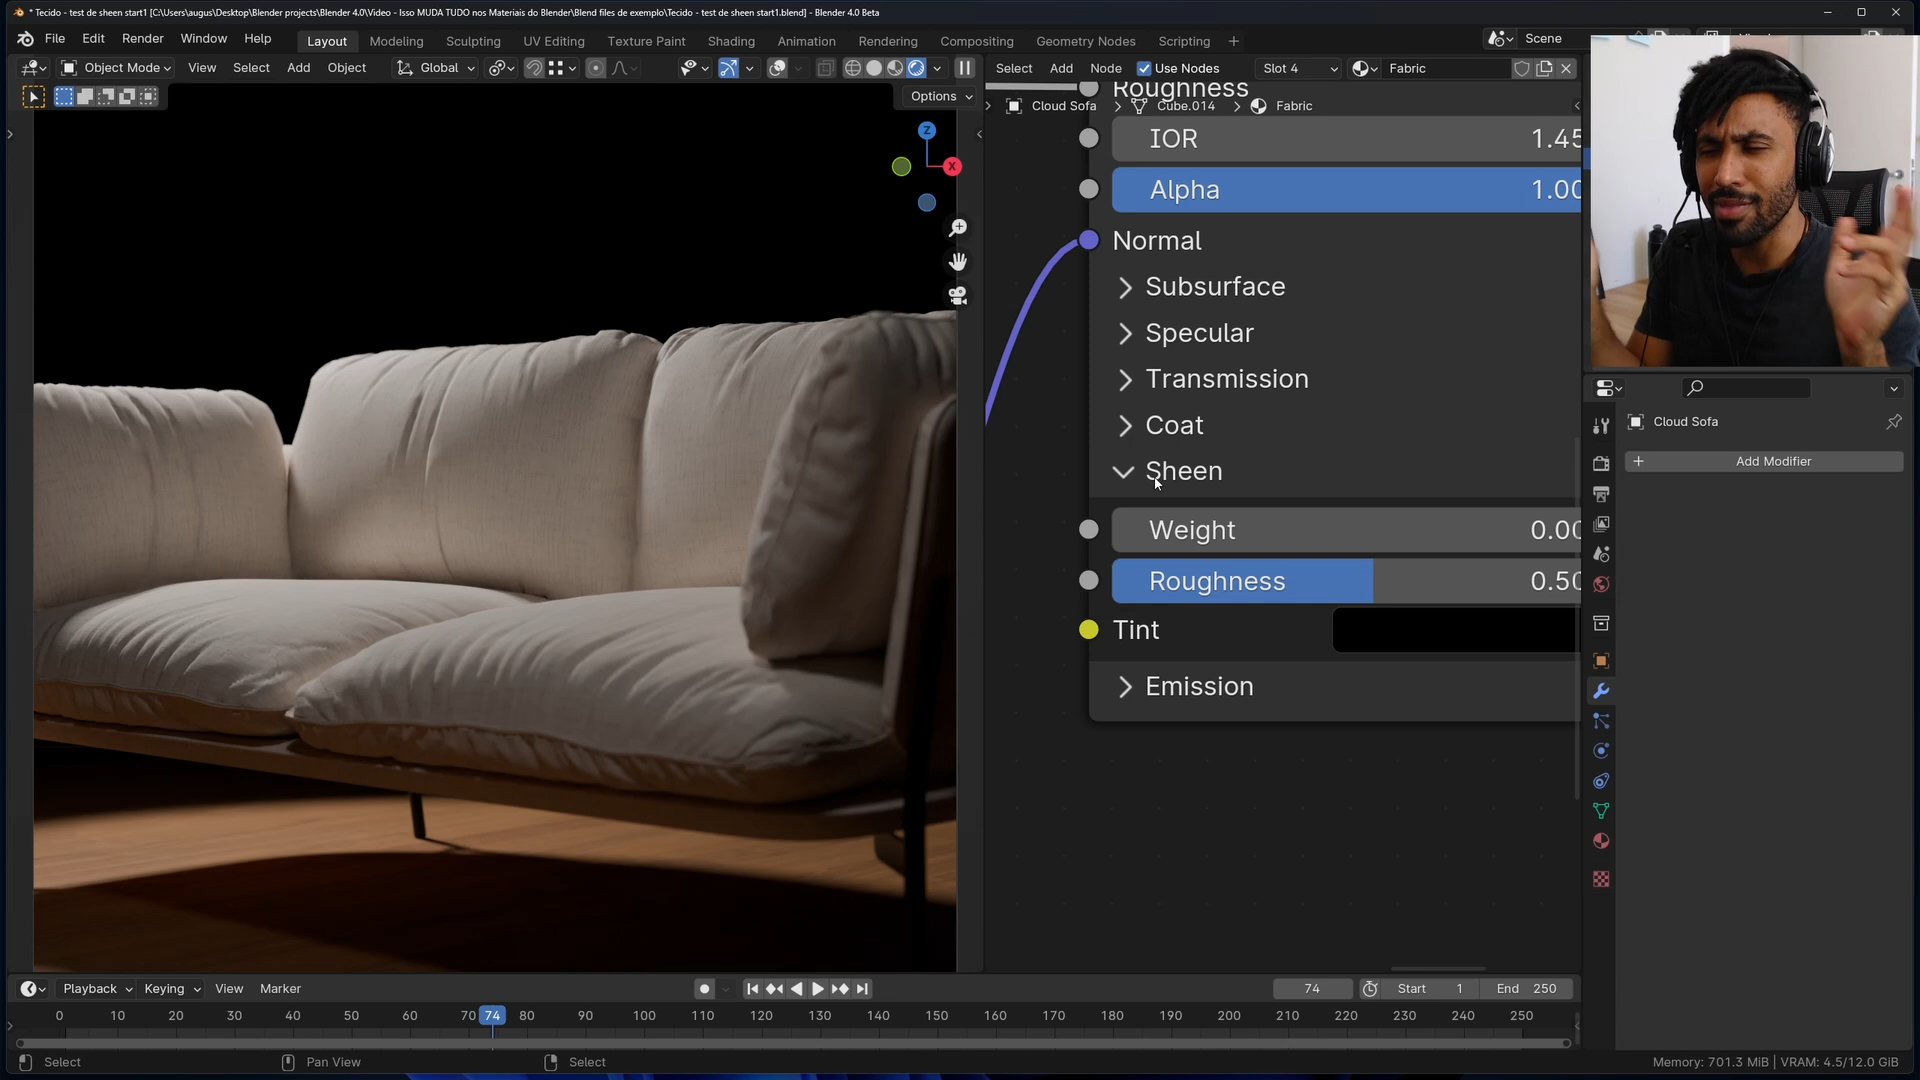 * Tecido - test de sheen start1 [C:\Users\augus\Desktop\Blender projects\Blender 4.0\Video - Isso MUDA TUDO nos Materiais do Blender\Blend files de exemplo\Tecido - test de sheen start1.blend] - Blender 4.0 Beta
File Edit Render Window Help Layout Modeling Sculpting UV Editing Texture Paint Shading Animation Rendering Compositing Geometry Nodes Scripting + Scene
Object Mode View Select Add Object Global Select Add Node Use Nodes Slot 4 Fabric
Options
Roughness
Cloud Sofa > Cube.014 > Fabric
Z
X
IOR 1.45
Alpha 1.00
Normal
Subsurface
Specular
Transmission
Coat
Sheen
Weight 0.00
Roughness 0.50
Tint
Emission
Cloud Sofa
+ Add Modifier
Playback Keying View Marker 74 Start 1 End 250
0 10 20 30 40 50 60 70 74 80 90 100 110 120 130 140 150 160 170 180 190 200 210 220 230 240 250
Select Pan View Select Memory: 701.3 MiB | VRAM: 4.5/12.0 GiB